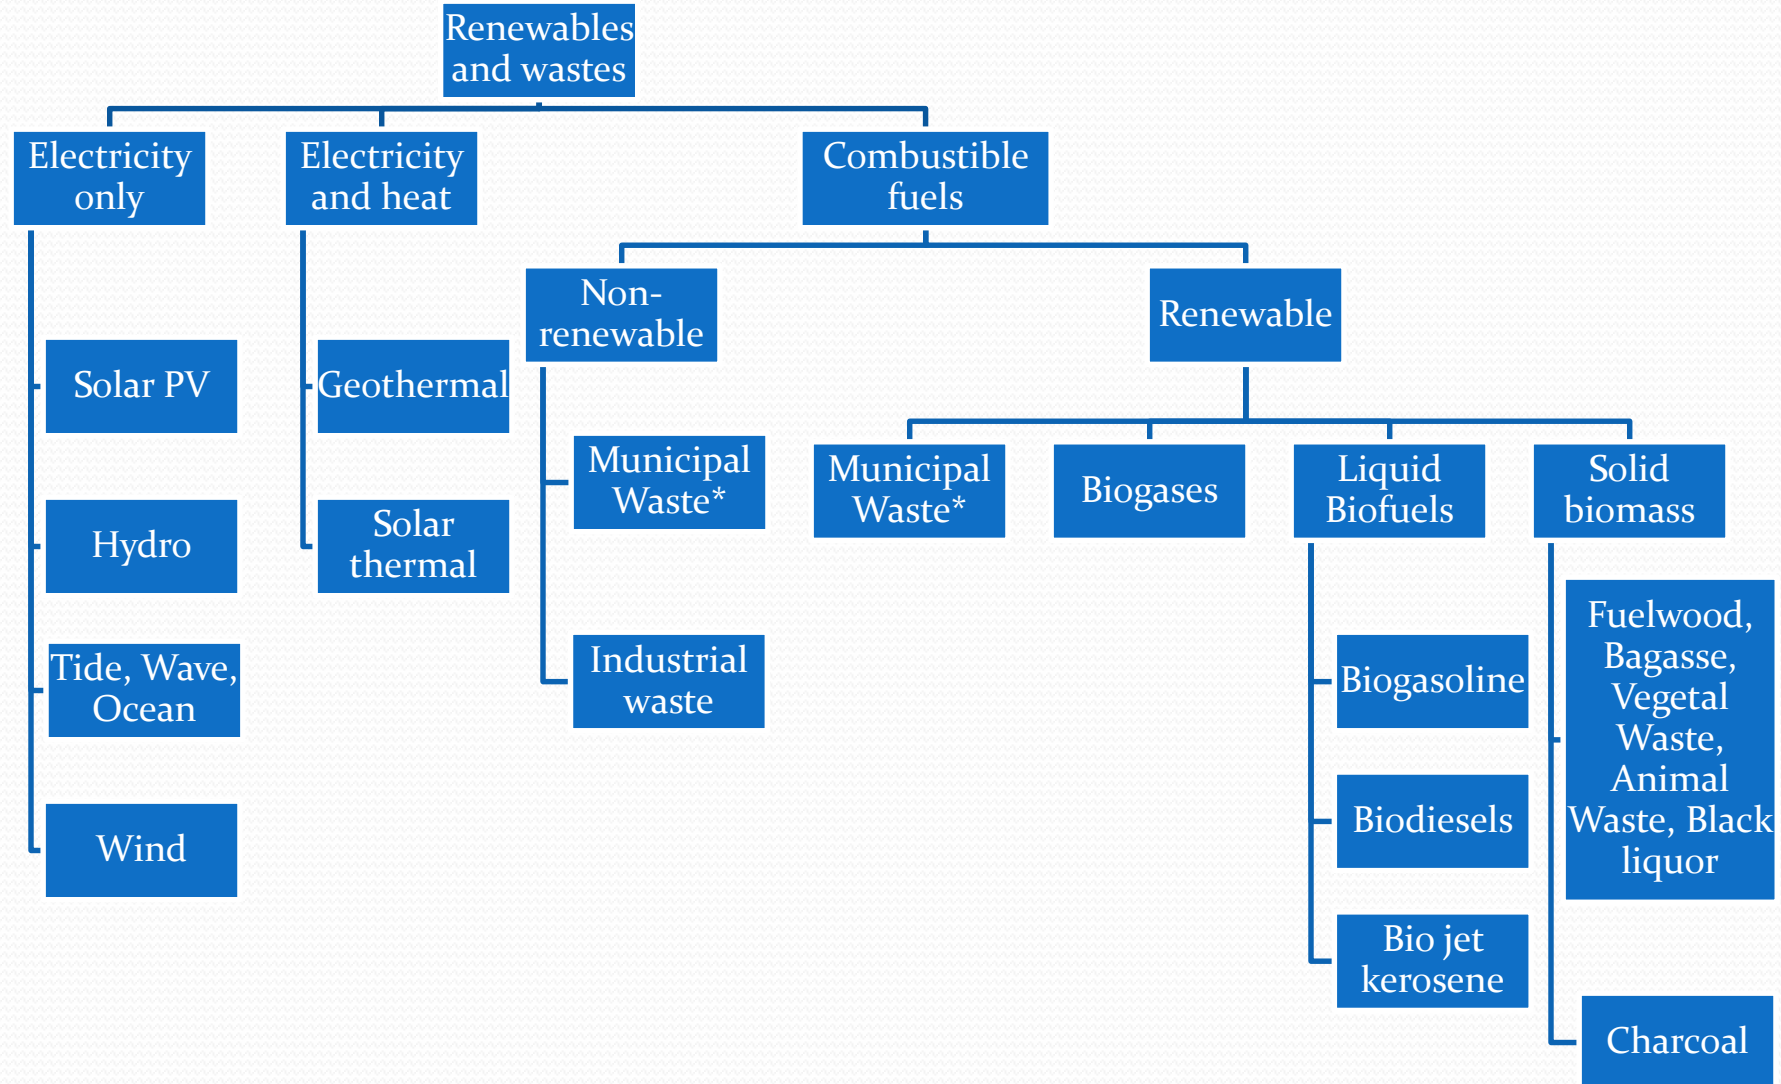 Renewables
and wastes
Electricity
only
Electricity
and heat
Combustible
fuels
Non-
renewable
Renewable
Solar PV
Hydro
Tide, Wave,
Ocean
Wind
Geothermal
Solar
thermal
Municipal
Waste*
Industrial
waste
Municipal
Waste*
Biogases
Liquid
Biofuels
Solid
biomass
Biogasoline
Biodiesels
Bio jet
kerosene
Fuelwood,
Bagasse,
Vegetal
Waste,
Animal
Waste, Black
liquor
Charcoal